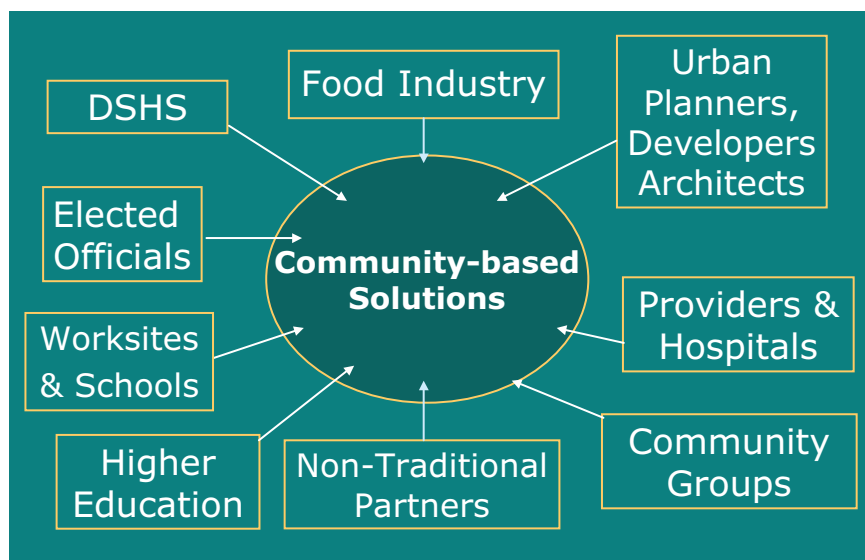 DSHS
Food Industry
Urban
Planners,
Developers
Architects
Elected
Officials
Community-based
Solutions
Providers &
Hospitals
Worksites
& Schools
Higher
Education
Non-Traditional
Partners
Community
Groups